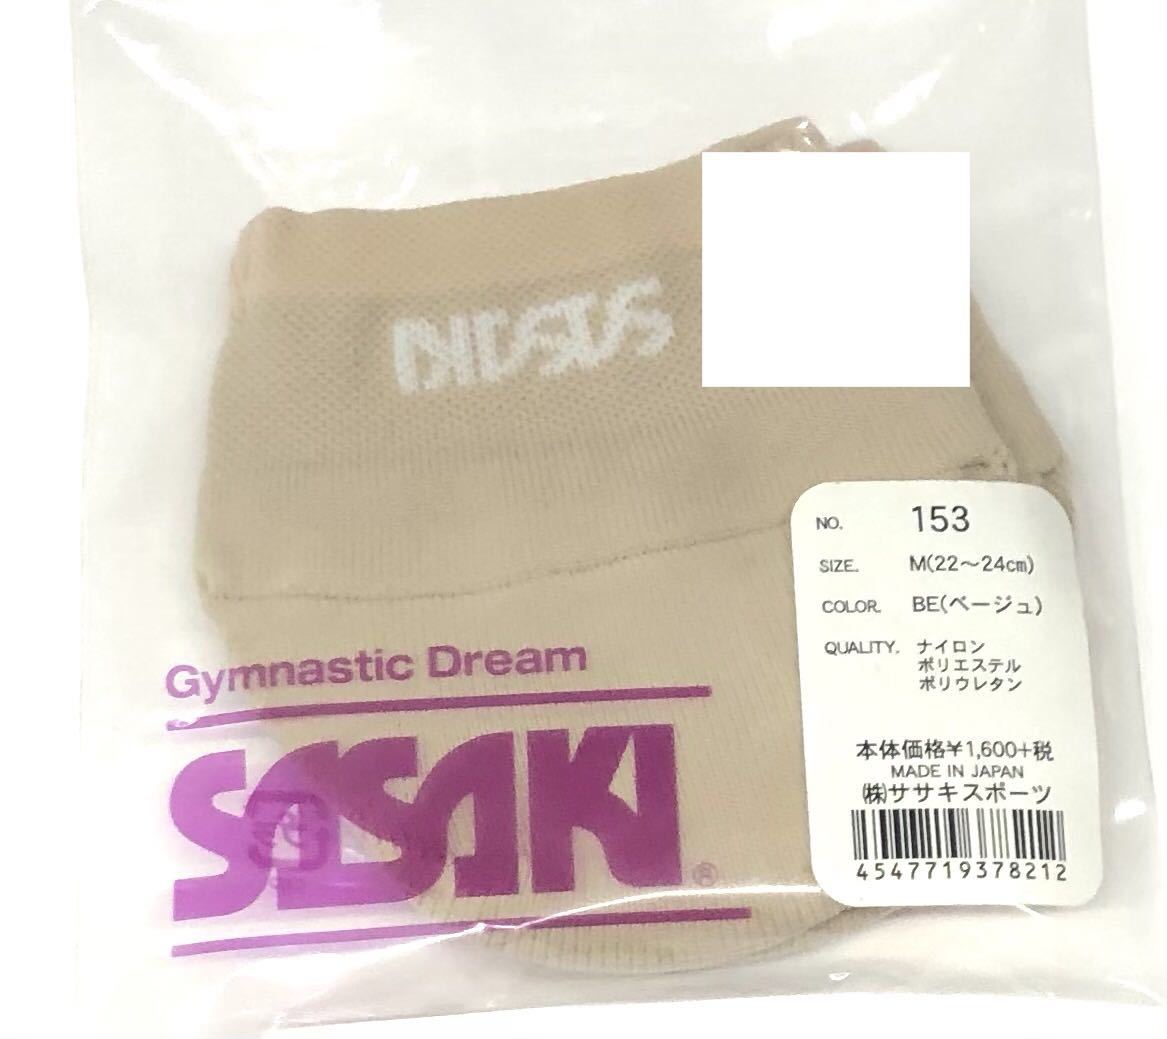 SASAKI
NO. 153
SIZE. M(22～24㎝)
COLOR. BE(ベージュ)
QUALITY. ナイロン
ポリエステル
ポリウレタン
本体価格¥1,600+税
MADE IN JAPAN
㈱ササキスポーツ
4547719378212
Gymnastic Dream
SASAKI®